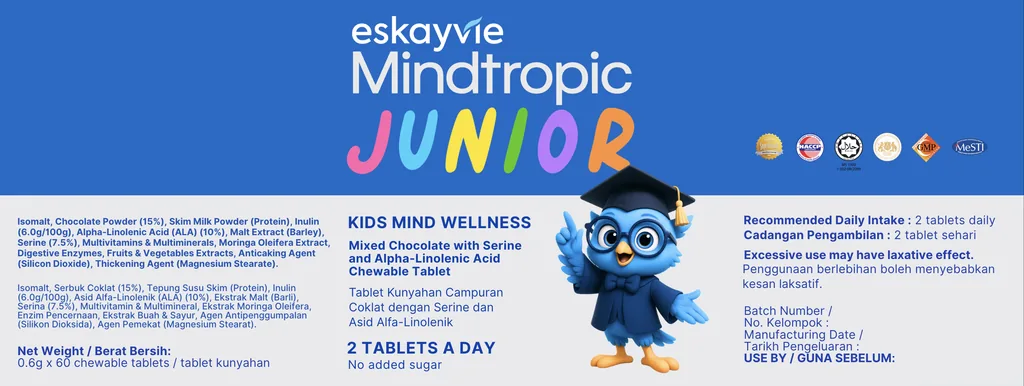 eskayvie
Mindtropic
JUNIOR
HACCP
GMP
MeSTI
Isomalt, Chocolate Powder (15%), Skim Milk Powder (Protein), Inulin
(6.0g/100g), Alpha-Linolenic Acid (ALA) (10%), Malt Extract (Barley),
Serine (7.5%), Multivitamins & Multiminerals, Moringa Oleifera Extract,
Digestive Enzymes, Fruits & Vegetables Extracts, Anticaking Agent
(Silicon Dioxide), Thickening Agent (Magnesium Stearate).
Isomalt, Serbuk Coklat (15%), Tepung Susu Skim (Protein), Inulin
(6.0g/100g), Asid Alfa-Linolenik (ALA) (10%), Ekstrak Malt (Barli),
Serina (7.5%), Multivitamin & Multimineral, Ekstrak Moringa Oleifera,
Enzim Pencernaan, Ekstrak Buah & Sayur, Agen Antipenggumpalan
(Silikon Dioksida), Agen Pemekat (Magnesium Stearat).
Net Weight / Berat Bersih:
0.6g x 60 chewable tablets / tablet kunyahan
KIDS MIND WELLNESS
Mixed Chocolate with Serine
and Alpha-Linolenic Acid
Chewable Tablet
Tablet Kunyahan Campuran
Coklat dengan Serine dan
Asid Alfa-Linolenik
2 TABLETS A DAY
No added sugar
Recommended Daily Intake : 2 tablets daily
Cadangan Pengambilan : 2 tablet sehari
Excessive use may have laxative effect.
Penggunaan berlebihan boleh menyebabkan
kesan laksatif.
Batch Number /
No. Kelompok :
Manufacturing Date /
Tarikh Pengeluaran :
USE BY / GUNA SEBELUM: